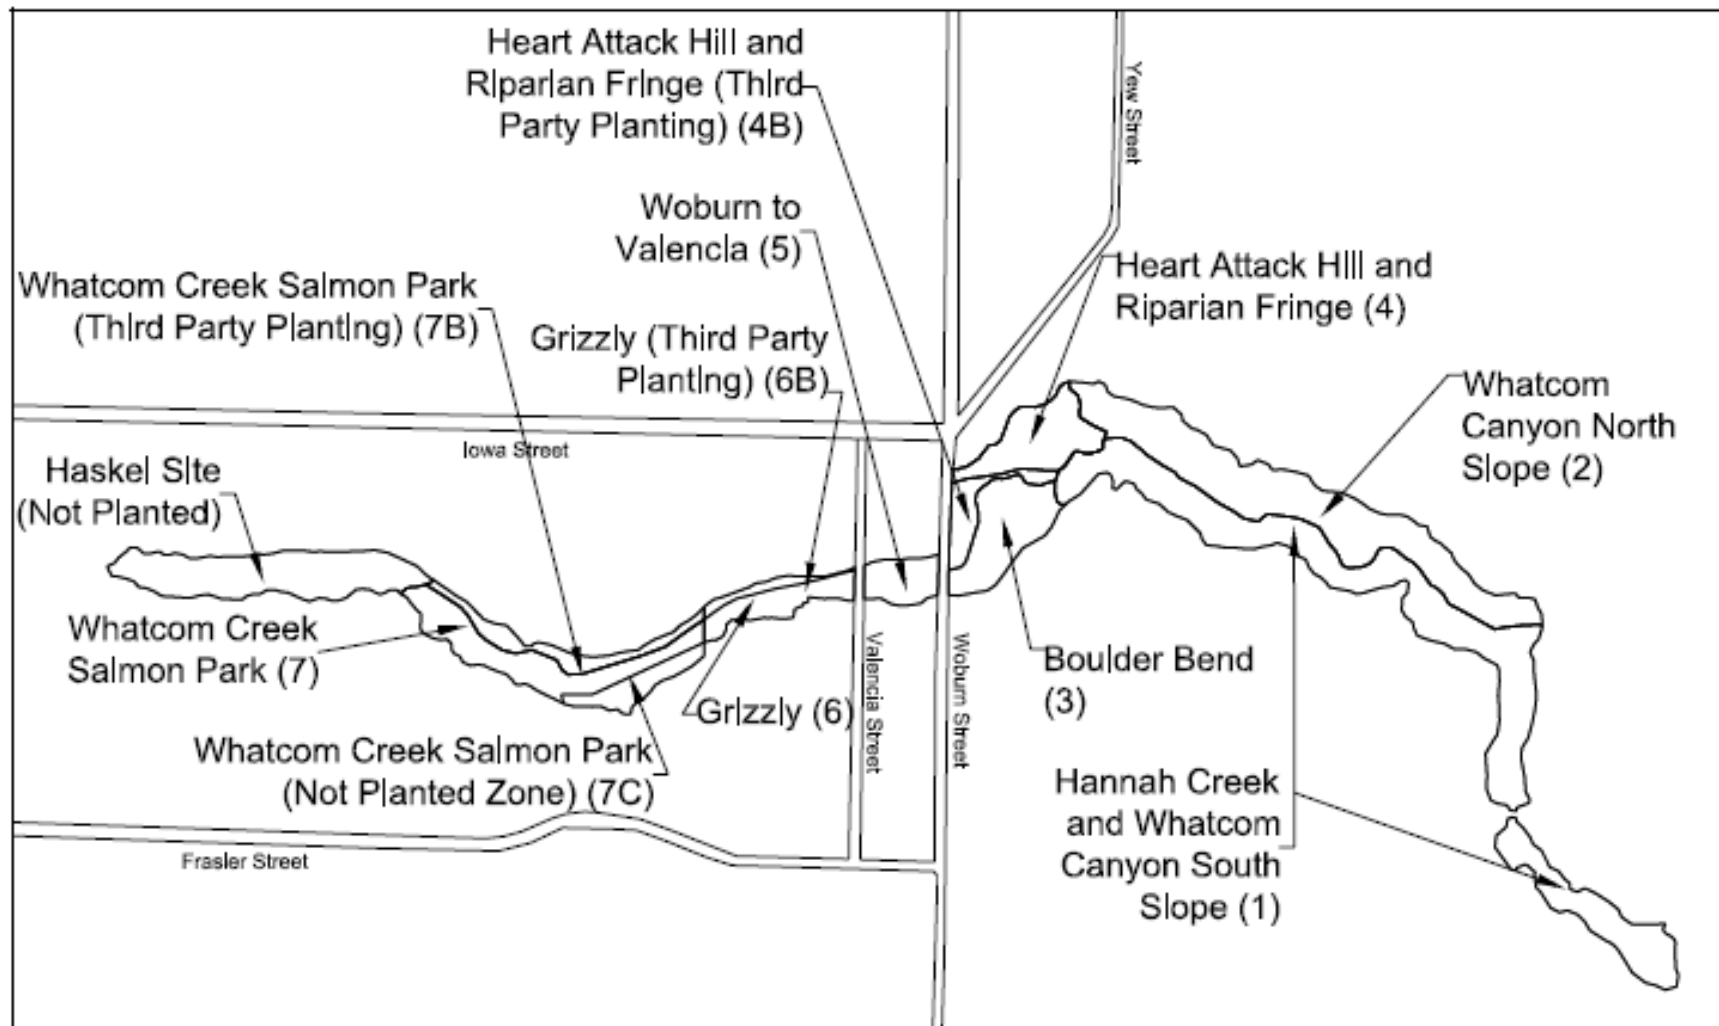 Heart Attack Hill and
Riparian Fringe (Third
Party Planting) (4B)
Yew Street
Woburn to
Valencia (5)
Heart Attack Hill and
Riparian Fringe (4)
Whatcom Creek Salmon Park
(Third Party Planting) (7B)
Grizzly (Third Party
Planting) (6B)
Whatcom
Canyon North
Slope (2)
Iowa Street
Haskel Site
(Not Planted)
Whatcom Creek
Salmon Park (7)
Valencia Street
Woburn Street
Boulder Bend
(3)
Grizzly (6)
Whatcom Creek Salmon Park
(Not Planted Zone) (7C)
Hannah Creek
and Whatcom
Canyon South
Slope (1)
Frasier Street